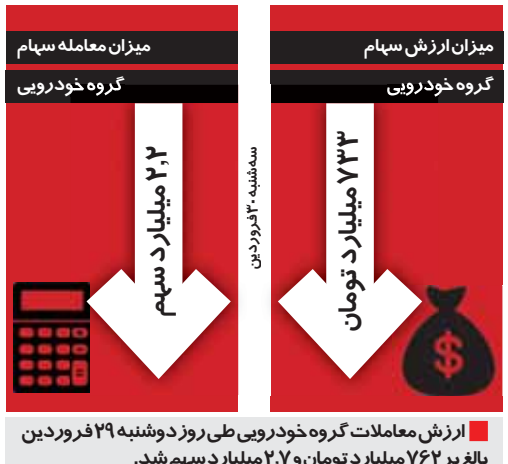 میزان ارزش سهام
گروه خودرویی
۷۳۳ میلیارد تومان
سه‌شنبه ۳۰ فروردین
میزان معامله سهام
گروه خودرویی
۲,۲ میلیارد سهم
ارزش معاملات گروه خودرویی طی روز دوشنبه ۲۹ فروردین
بالغ بر ۷۶۲ میلیارد تومان و ۲.۷ میلیارد سهم شد.